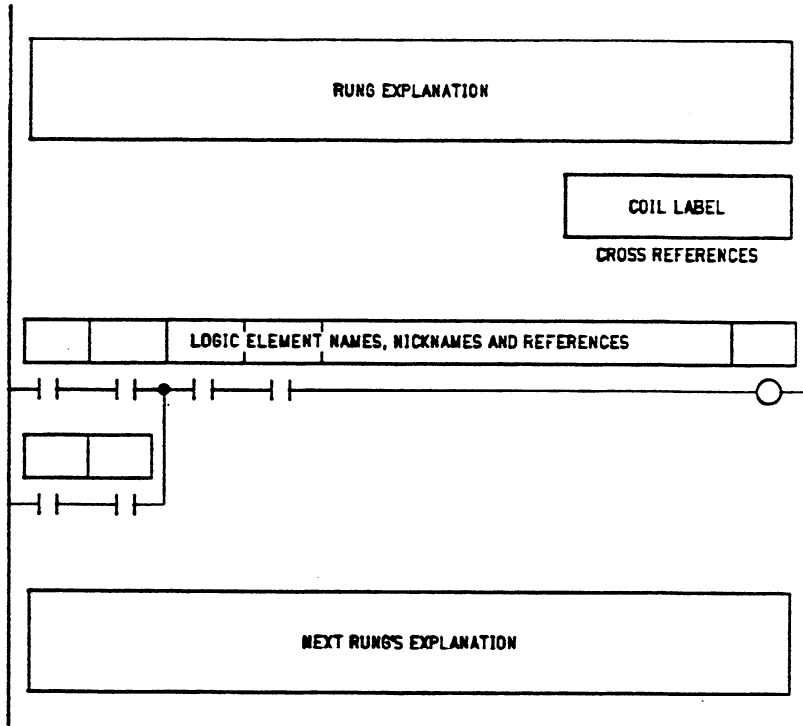 RUNG EXPLANATION
COIL LABEL
CROSS REFERENCES
LOGIC ELEMENT NAMES, NICKNAMES AND REFERENCES
NEXT RUNG'S EXPLANATION